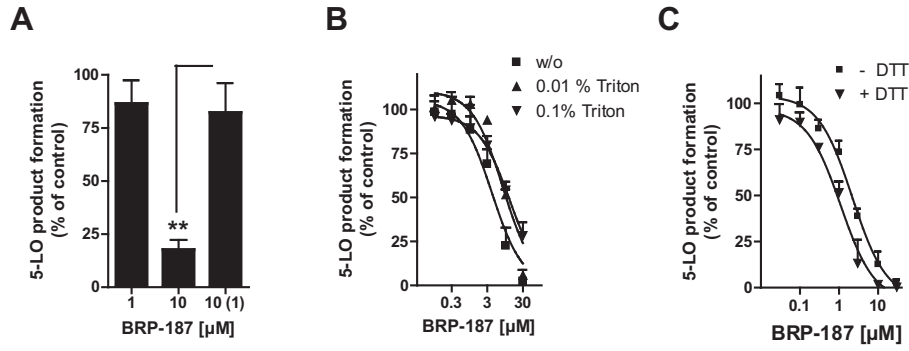 A
5-LO product formation
(% of control)
100
75
50
25
0
**
1
10
10 (1)
BRP-187 [µM]
B
w/o
0.01 % Triton
0.1% Triton
5-LO product formation
(% of control)
100
75
50
25
0
0.3
3
30
BRP-187 [µM]
C
- DTT
+ DTT
5-LO product formation
(% of control)
100
75
50
25
0
0.1
1
10
BRP-187 [µM]